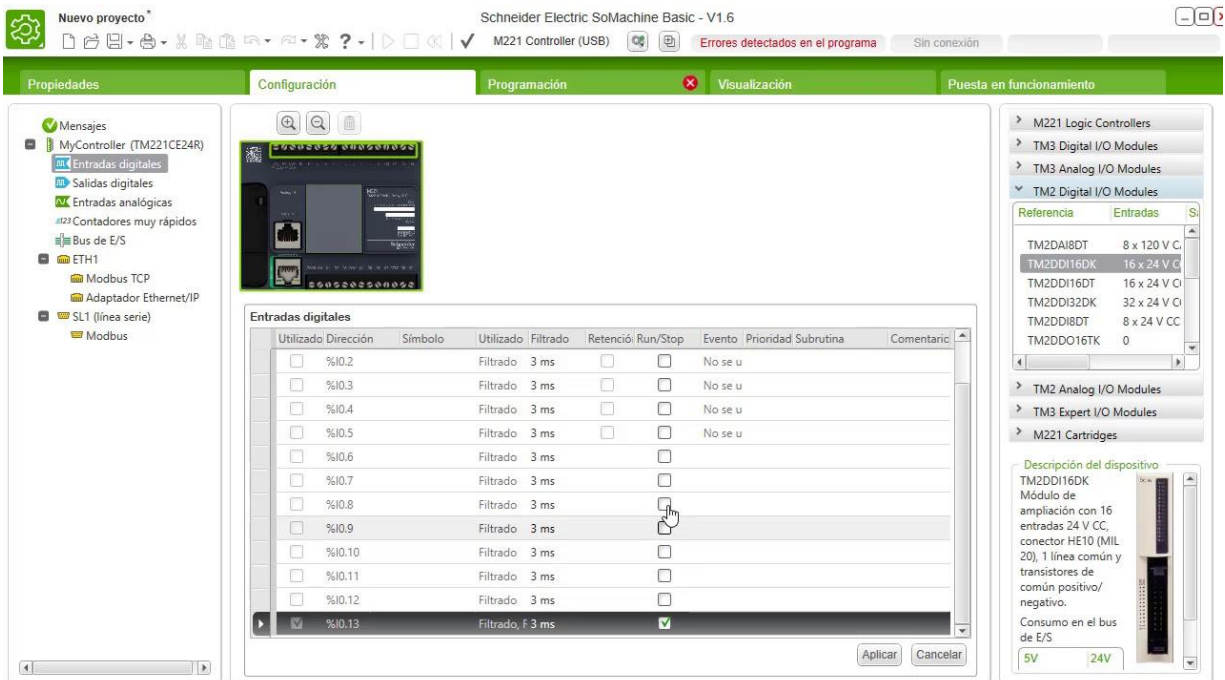 Nuevo proyecto*
Schneider Electric SoMachine Basic - V1.6
M221 Controller (USB)
Errores detectados en el programa
Sin conexión
Propiedades
Configuración
Programación
Visualización
Puesta en funcionamiento
Mensajes
MyController (TM221CE24R)
Entradas digitales
Salidas digitales
Entradas analógicas
Contadores muy rápidos
Bus de E/S
ETH1
Modbus TCP
Adaptador Ethernet/IP
SL1 (línea serie)
Modbus
Entradas digitales
Utilizado Dirección Símbolo Utilizado Filtrado Retenció Run/Stop Evento Prioridad Subrutina Comentaric
%I0.2 Filtrado 3 ms No se u
%I0.3 Filtrado 3 ms No se u
%I0.4 Filtrado 3 ms No se u
%I0.5 Filtrado 3 ms No se u
%I0.6 Filtrado 3 ms
%I0.7 Filtrado 3 ms
%I0.8 Filtrado 3 ms
%I0.9 Filtrado 3 ms
%I0.10 Filtrado 3 ms
%I0.11 Filtrado 3 ms
%I0.12 Filtrado 3 ms
%I0.13 Filtrado, F 3 ms
Aplicar Cancelar
M221 Logic Controllers
TM3 Digital I/O Modules
TM3 Analog I/O Modules
TM2 Digital I/O Modules
Referencia Entradas Sa
TM2DAI8DT 8 x 120 V C
TM2DDI16DK 16 x 24 V C
TM2DDI16DT 16 x 24 V C
TM2DDI32DK 32 x 24 V C
TM2DDI8DT 8 x 24 V CC
TM2DDO16TK 0
TM2 Analog I/O Modules
TM3 Expert I/O Modules
M221 Cartridges
Descripción del dispositivo
TM2DDI16DK
Módulo de
ampliación con 16
entradas 24 V CC,
conector HE10 (MIL
20), 1 línea común y
transistores de
común positivo/
negativo.
Consumo en el bus
de E/S
5V 24V